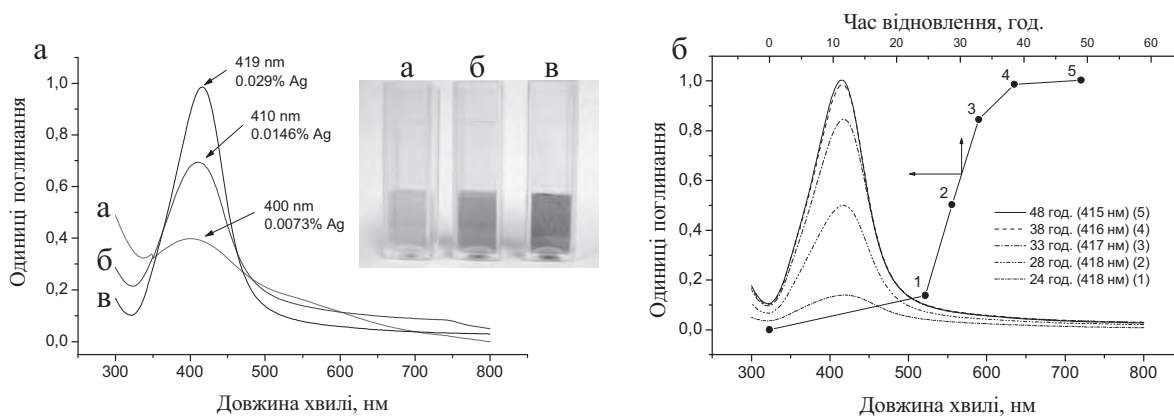 а
419 nm
0.029% Ag
410 nm
0.0146% Ag
400 nm
0.0073% Ag
а б в
1,0
0,8
0,6
0,4
0,2
0,0
а
б
в
Одиниці поглинання
300 400 500 600 700 800
Довжина хвилі, нм
б
Час відновлення, год.
0 10 20 30 40 50 60
1,0
0,8
0,6
0,4
0,2
0,0
Одиниці поглинання
1
2
3
4
5
48 год. (415 нм) (5)
38 год. (416 нм) (4)
33 год. (417 нм) (3)
28 год. (418 нм) (2)
24 год. (418 нм) (1)
300 400 500 600 700 800
Довжина хвилі, нм